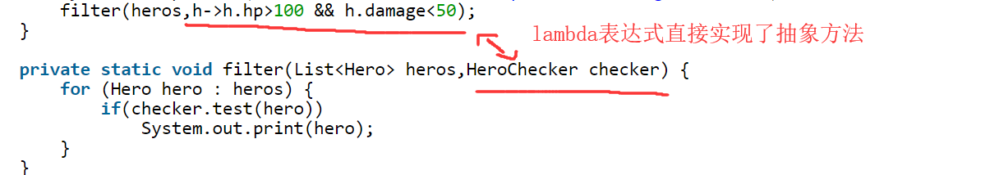 filter(heros,h->h.hp>100 && h.damage<50);
}
lambda表达式直接实现了抽象方法
private static void filter(List<Hero> heros,HeroChecker checker) {
for (Hero hero : heros) {
if(checker.test(hero))
System.out.print(hero);
}
}